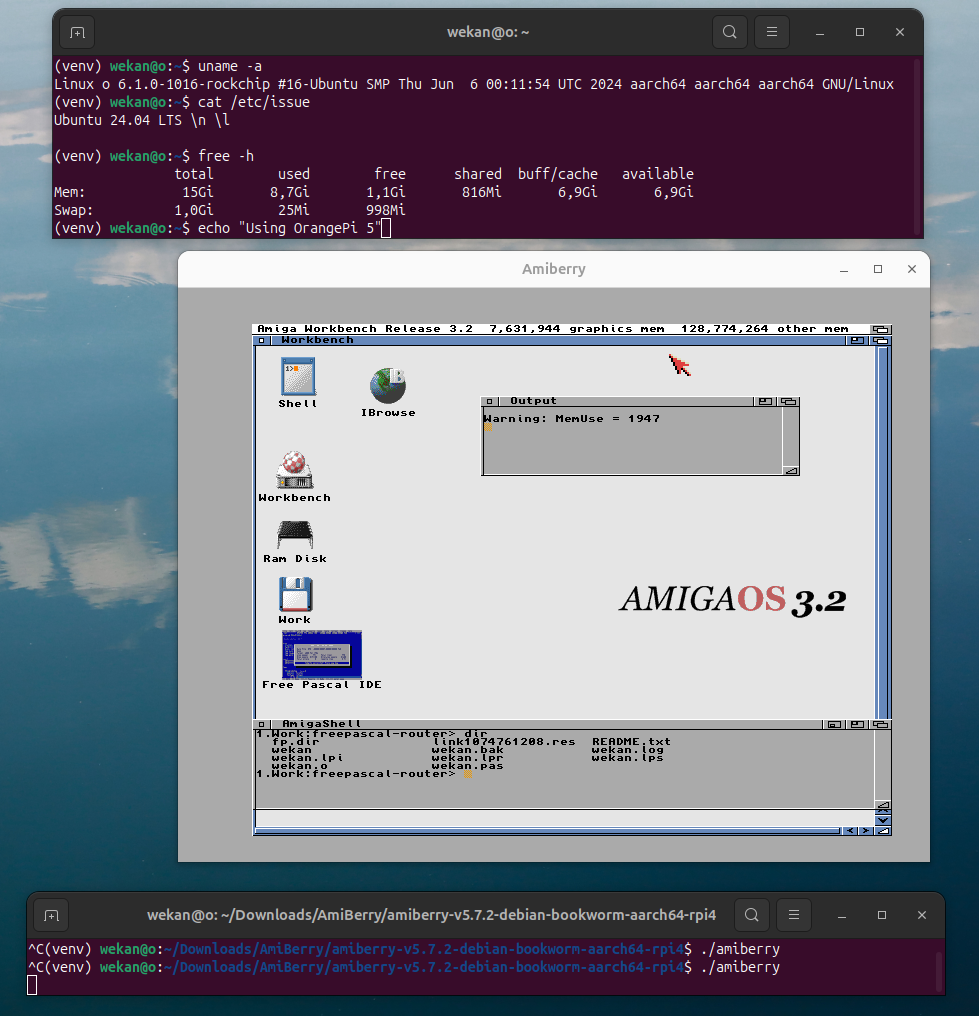 wekan@o: ~
(venv) wekan@o:~$ uname -a
Linux o 6.1.0-1016-rockchip #16-Ubuntu SMP Thu Jun  6 00:11:54 UTC 2024 aarch64 aarch64 aarch64 GNU/Linux
(venv) wekan@o:~$ cat /etc/issue
Ubuntu 24.04 LTS \n \l
(venv) wekan@o:~$ free -h
total used free shared buff/cache available
Mem: 15Gi 8,7Gi 1,1Gi 816Mi 6,9Gi 6,9Gi
Swap: 1,0Gi 25Mi 998Mi
(venv) wekan@o:~$ echo "Using OrangePi 5"
Amiberry
Amiga Workbench Release 3.2  7,631,944 graphics mem  128,774,264 other mem
Workbench
1>
Shell
IBrowse
Output
Warning: MemUse = 1947
Workbench
Ram Disk
AMIGAOS 3.2
Work
Free Pascal IDE
AmigaShell
1.Work:freepascal-router> dir
fp.dir link1074761208.res README.txt
wekan wekan.bak wekan.log
wekan.lpi wekan.lpr wekan.lps
wekan.o wekan.pas
1.Work:freepascal-router>
wekan@o: ~/Downloads/AmiBerry/amiberry-v5.7.2-debian-bookworm-aarch64-rpi4
^C(venv) wekan@o:~/Downloads/AmiBerry/amiberry-v5.7.2-debian-bookworm-aarch64-rpi4$ ./amiberry
^C(venv) wekan@o:~/Downloads/AmiBerry/amiberry-v5.7.2-debian-bookworm-aarch64-rpi4$ ./amiberry